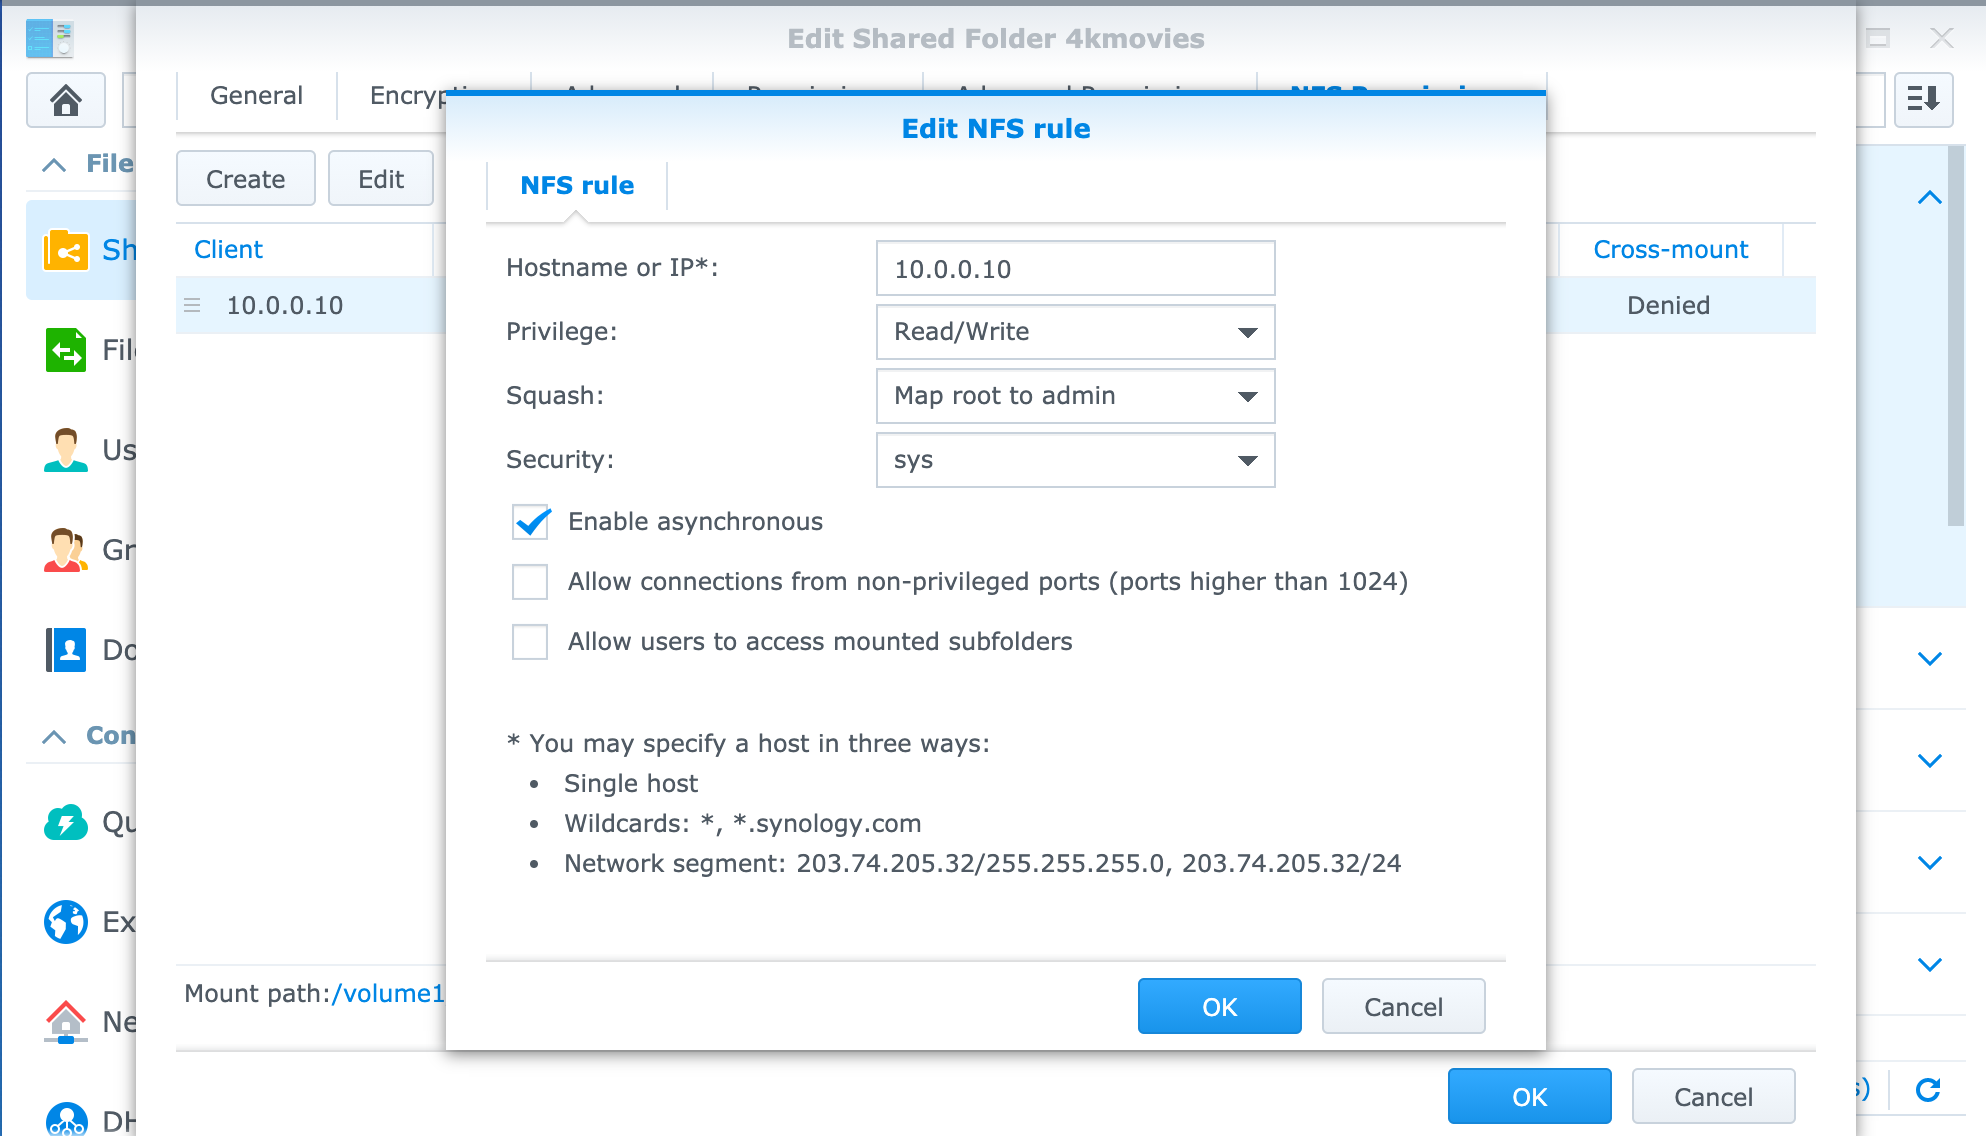 Edit Shared Folder 4kmovies
General
Edit NFS rule
Create
Edit
NFS rule
Client
Cross-mount
10.0.0.10
Denied
Hostname or IP*:
10.0.0.10
Privilege:
Read/Write
Squash:
Map root to admin
Security:
sys
Enable asynchronous
Allow connections from non-privileged ports (ports higher than 1024)
Allow users to access mounted subfolders
* You may specify a host in three ways:
• Single host
• Wildcards: *, *.synology.com
• Network segment: 203.74.205.32/255.255.255.0, 203.74.205.32/24
Mount path:/volume1
OK
Cancel
OK
Cancel
File
Sh
Us
Gr
Do
Con
Qu
Ex
Ne
DH